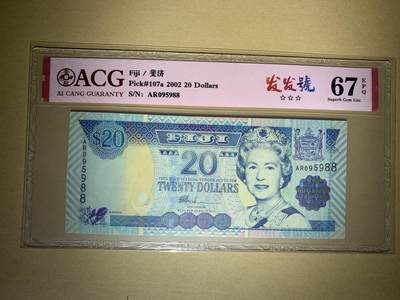 ACG
AI CANG GUARANTY
Fiji / 斐济
Pick#107a 2002 20 Dollars
S/N: AR095988
发发號
☆☆☆
67 EPQ
Superb Gem Unc
$20
FIJI
AR095988
20
AR095988
TWENTY DOLLARS